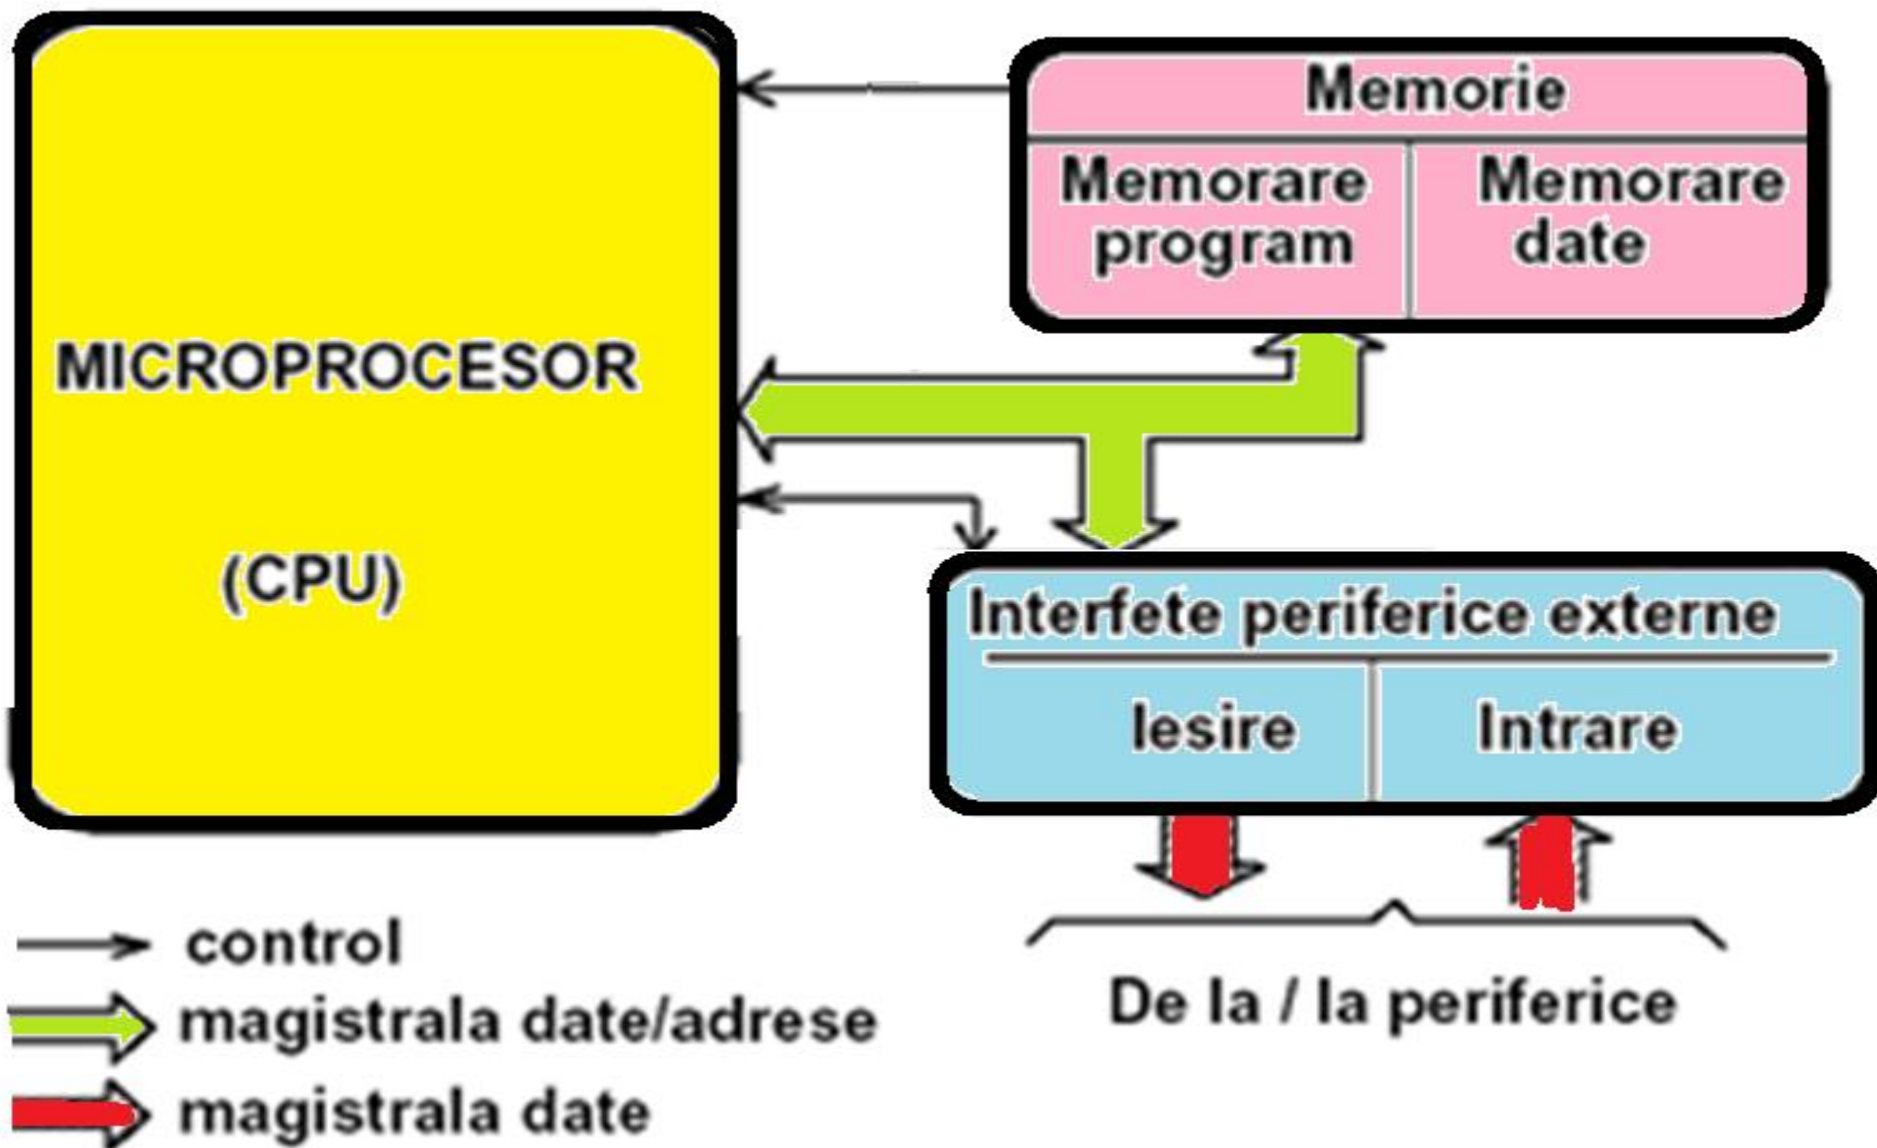 MICROPROCESOR
(CPU)
Memorie
Memorare program
Memorare date
Interfete periferice externe
Iesire
Intrare
De la / la periferice
control
magistrala date/adrese
magistrala date